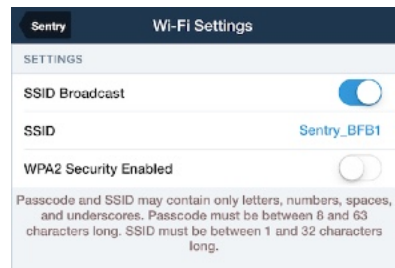 Sentry
Wi-Fi Settings
SETTINGS
SSID Broadcast
SSID
Sentry_BFB1
WPA2 Security Enabled
Passcode and SSID may contain only letters, numbers, spaces,
and underscores. Passcode must be between 8 and 63
characters long. SSID must be between 1 and 32 characters
long.